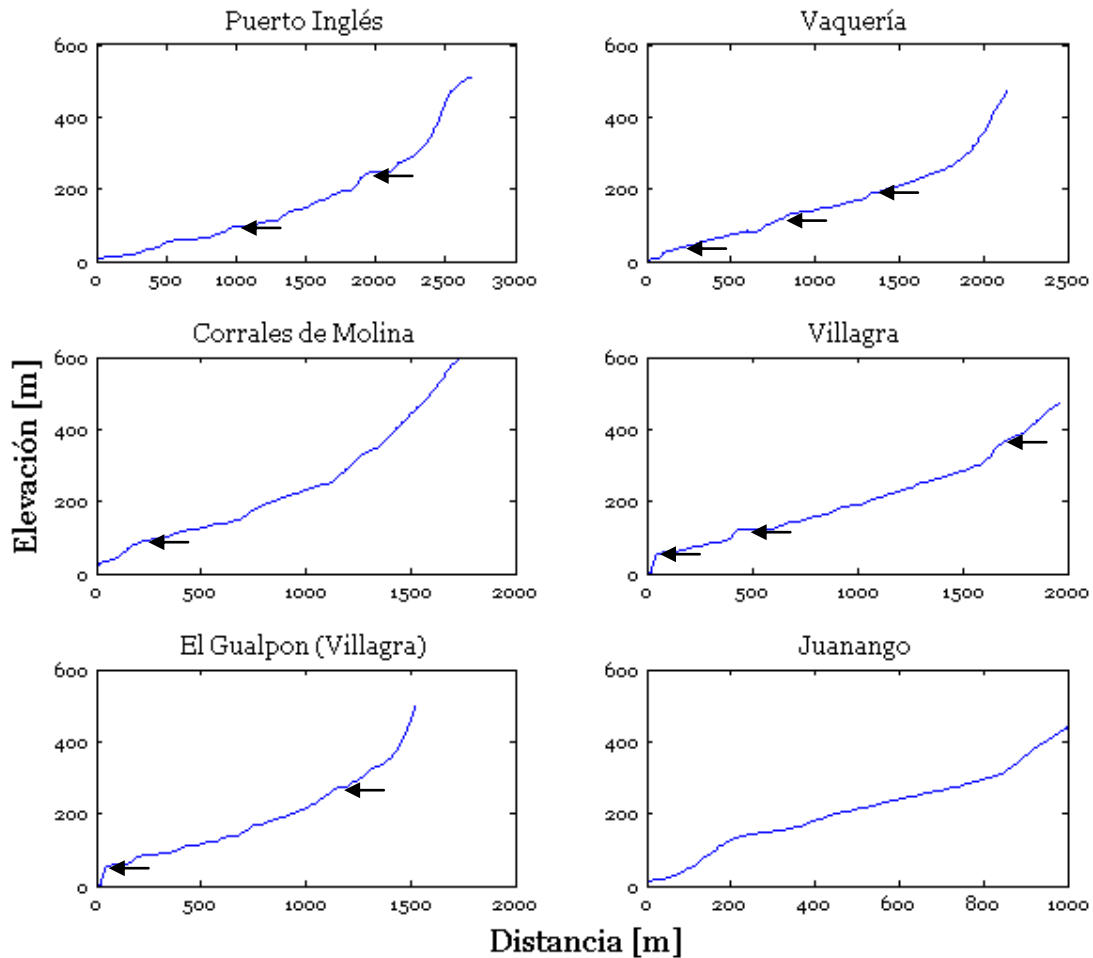 Puerto Inglés
600
400
200
0
0 500 1000 1500 2000 2500 3000
Vaquería
600
400
200
0
0 500 1000 1500 2000 2500
Corrales de Molina
600
400
200
0
0 500 1000 1500 2000
Villagra
600
400
200
0
0 500 1000 1500 2000
El Gualpon (Villagra)
600
400
200
0
0 500 1000 1500 2000
Juanango
600
400
200
0
0 200 400 600 800 1000
Elevación [m]
Distancia [m]